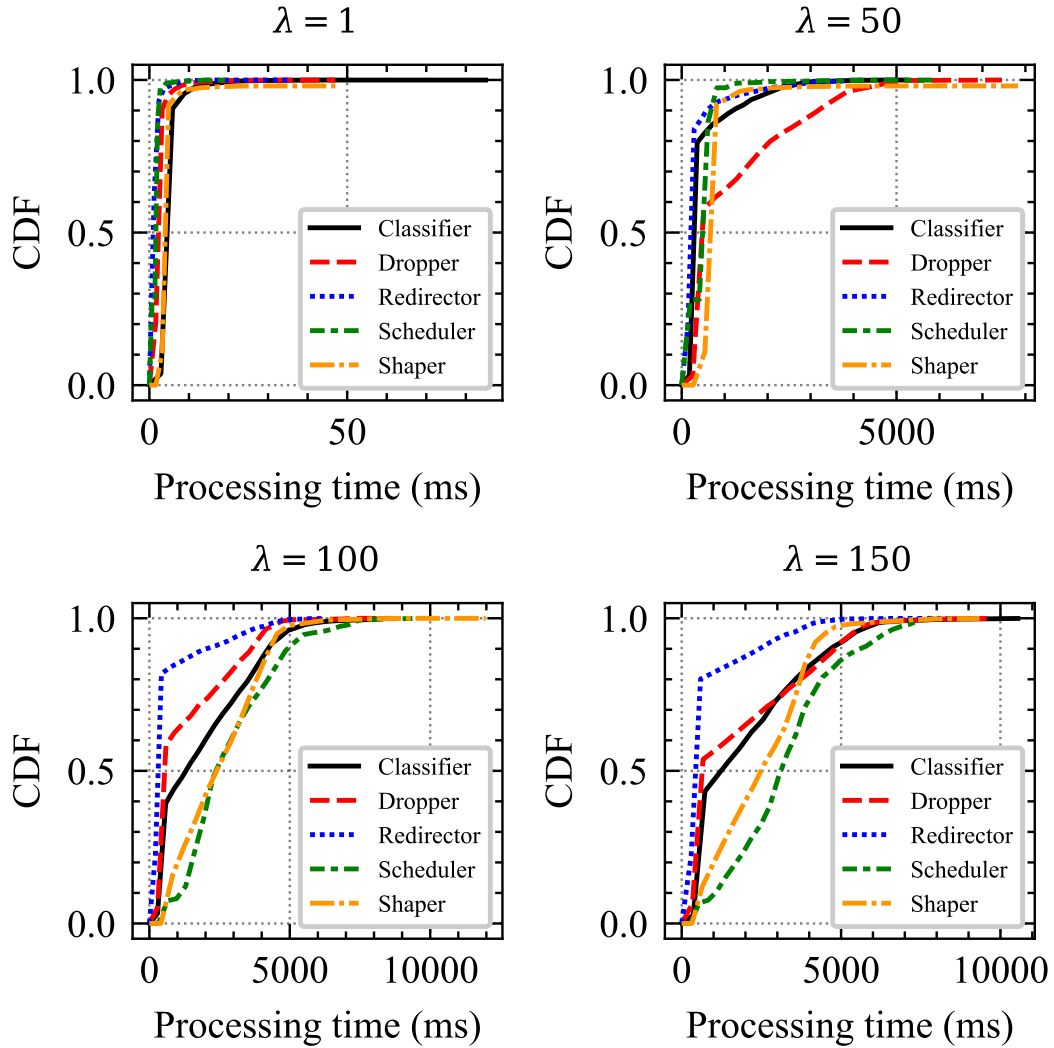 λ = 1
CDF
1.0
0.5
0.0
Classifier
Dropper
Redirector
Scheduler
Shaper
0 50
Processing time (ms)
λ = 50
CDF
1.0
0.5
0.0
Classifier
Dropper
Redirector
Scheduler
Shaper
0 5000
Processing time (ms)
λ = 100
CDF
1.0
0.5
0.0
Classifier
Dropper
Redirector
Scheduler
Shaper
0 5000 10000
Processing time (ms)
λ = 150
CDF
1.0
0.5
0.0
Classifier
Dropper
Redirector
Scheduler
Shaper
0 5000 10000
Processing time (ms)